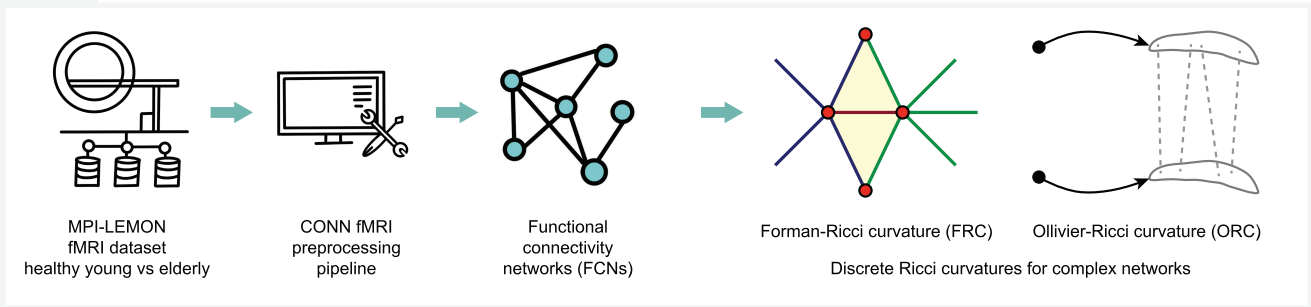 MPI-LEMON
fMRI dataset
healthy young vs elderly
CONN fMRI
preprocessing
pipeline
Functional
connectivity
networks (FCNs)
Forman-Ricci curvature (FRC)
Ollivier-Ricci curvature (ORC)
Discrete Ricci curvatures for complex networks